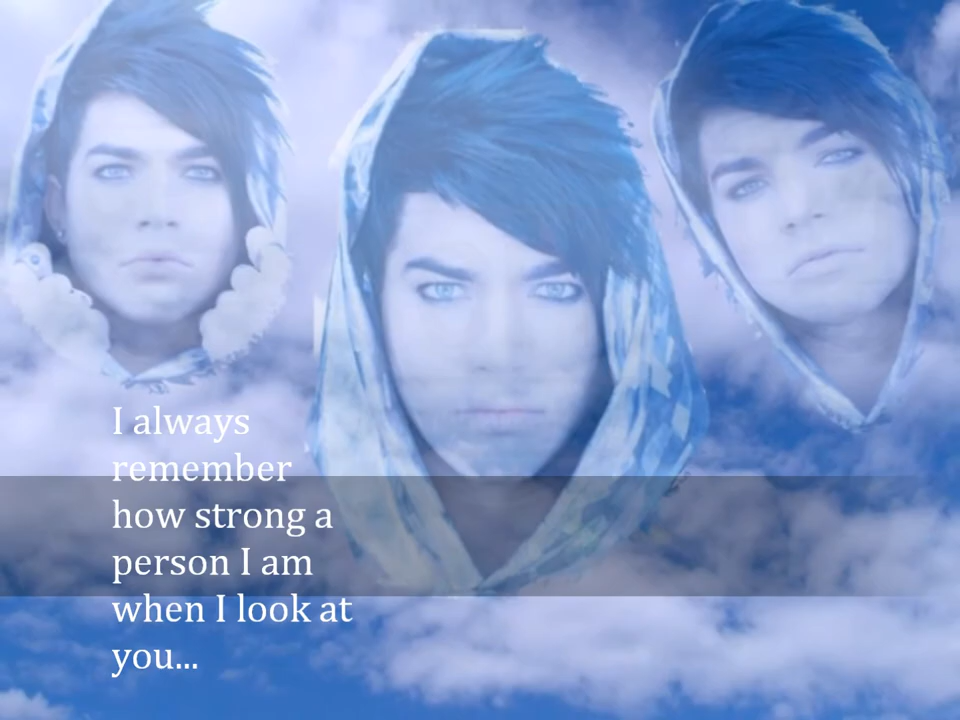 I always
remember
how strong a
person I am
when I look at
you...